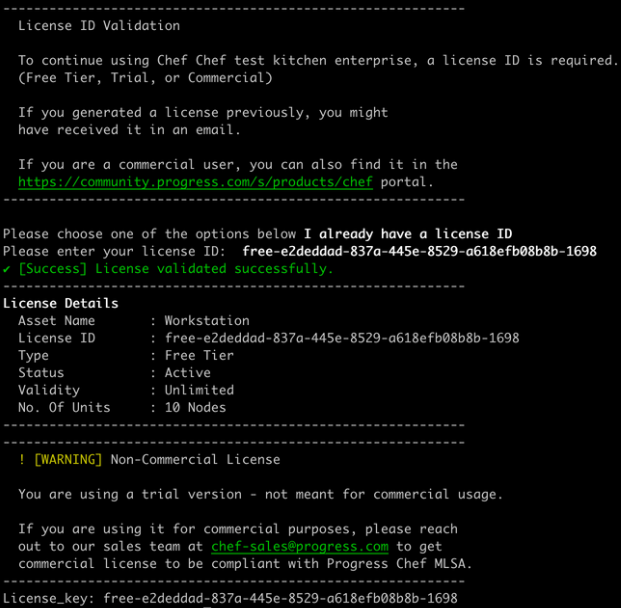 ------------------------------------------------------------
License ID Validation
To continue using Chef Chef test kitchen enterprise, a license ID is required.
(Free Tier, Trial, or Commercial)
If you generated a license previously, you might
have received it in an email.
If you are a commercial user, you can also find it in the
https://community.progress.com/s/products/chef portal.
------------------------------------------------------------
Please choose one of the options below I already have a license ID
Please enter your license ID:  free-e2deddad-837a-445e-8529-a618efb08b8b-1698
✔ [Success] License validated successfully.
------------------------------------------------------------
License Details
Asset Name       : Workstation
License ID       : free-e2deddad-837a-445e-8529-a618efb08b8b-1698
Type             : Free Tier
Status           : Active
Validity         : Unlimited
No. Of Units     : 10 Nodes
------------------------------------------------------------
------------------------------------------------------------
! [WARNING] Non-Commercial License
You are using a trial version - not meant for commercial usage.
If you are using it for commercial purposes, please reach
out to our sales team at chef-sales@progress.com to get
commercial license to be compliant with Progress Chef MLSA.
------------------------------------------------------------
License_key: free-e2deddad-837a-445e-8529-a618efb08b8b-1698